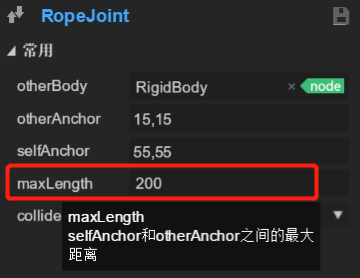 RopeJoint
常用
otherBody RigidBody × node
otherAnchor 15,15
selfAnchor 55,55
maxLength 200
collide
maxLength
selfAnchor和otherAnchor之间的最大
距离